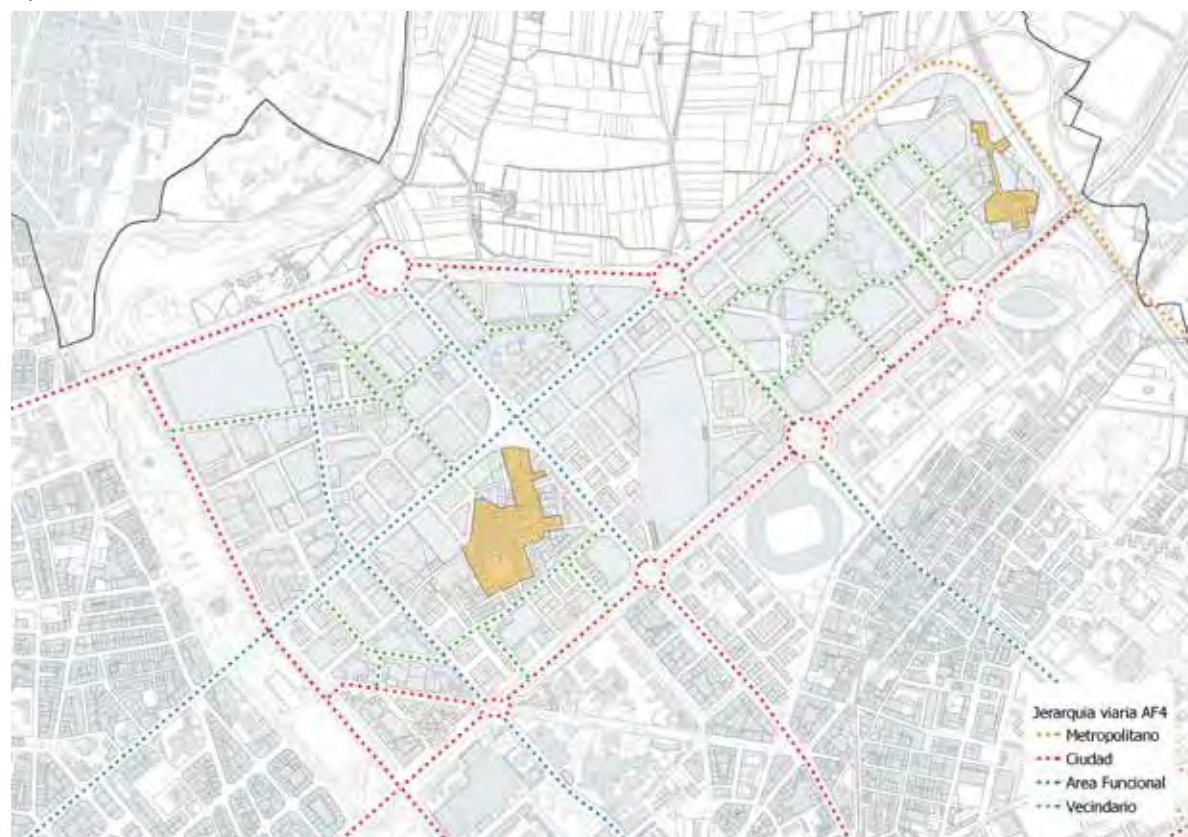 Jerarquia viaria AF4
Metropolitano
Ciudad
Area Funcional
Vecindario